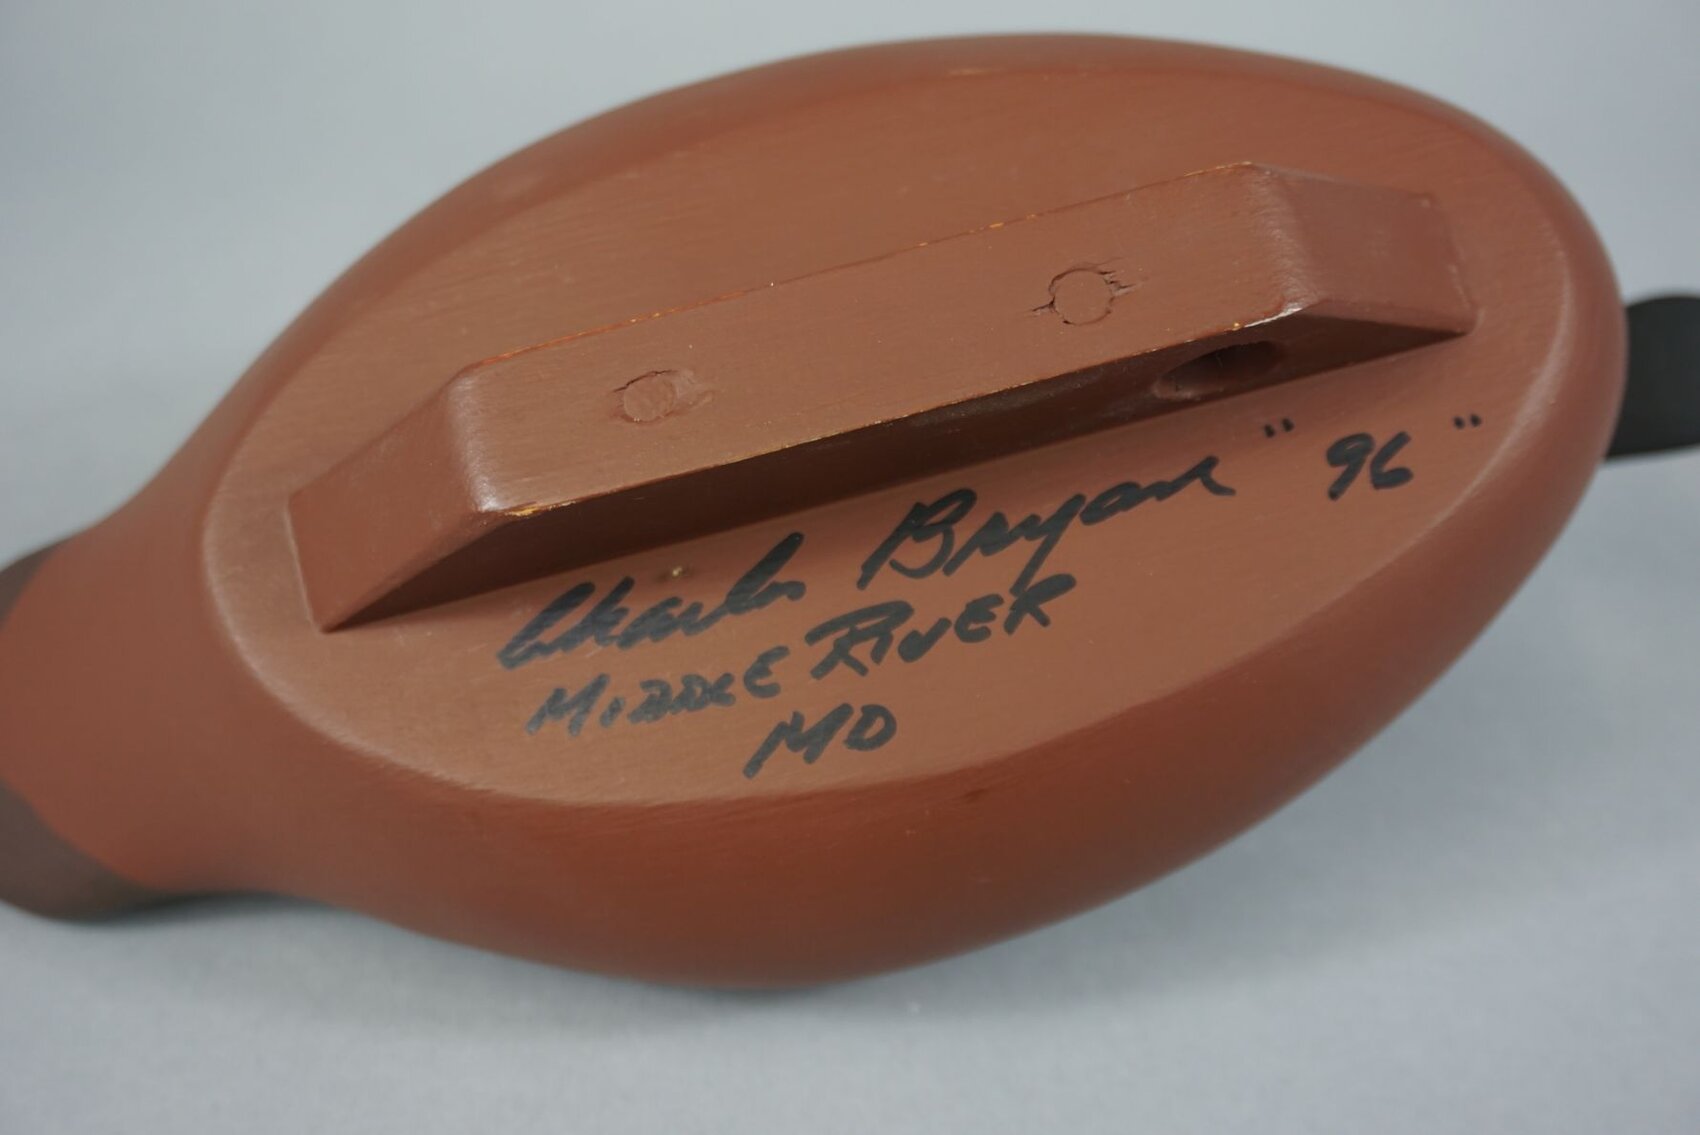 Charles Bryan "96"
MIDDLE RIVER
MD